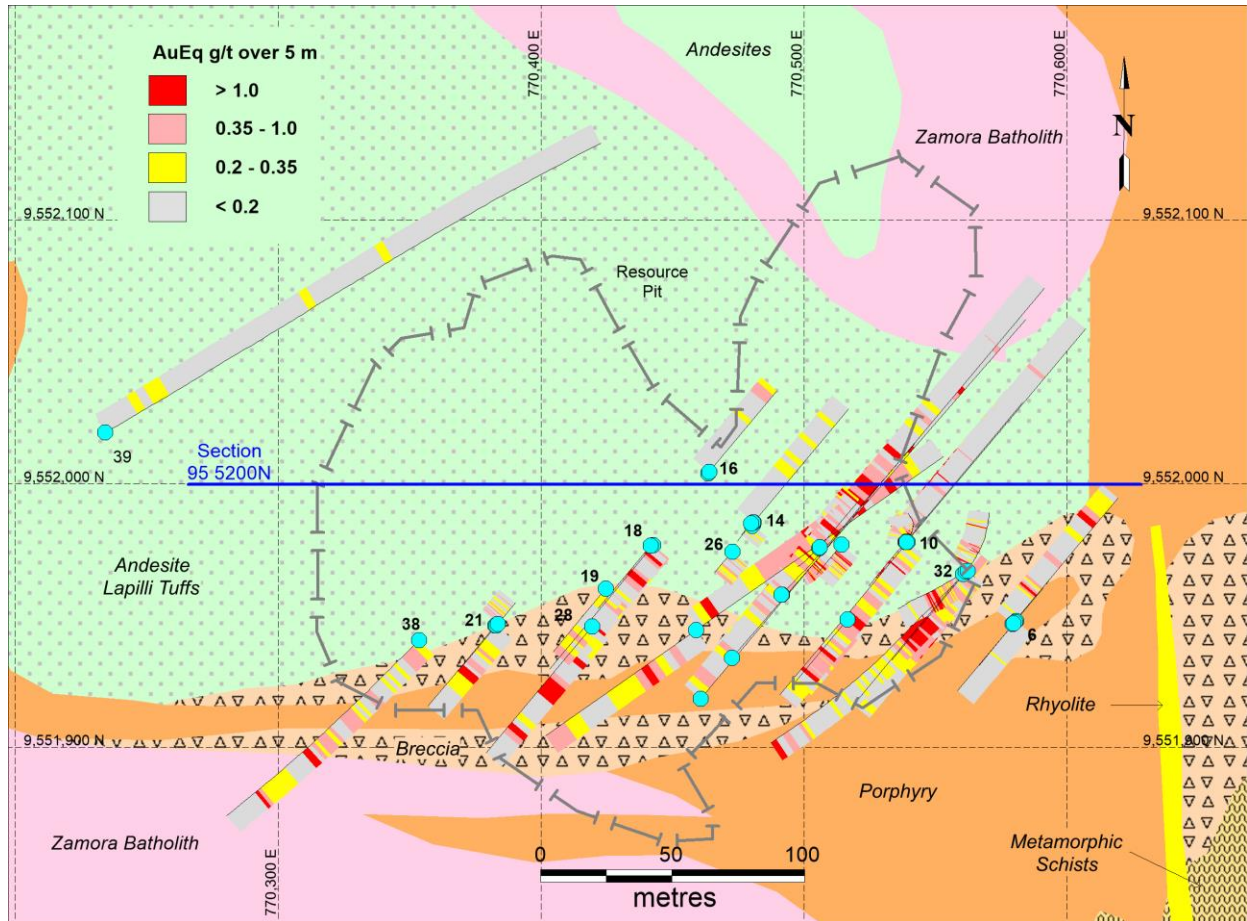 AuEq g/t over 5 m
> 1.0
0.35 - 1.0
0.2 - 0.35
< 0.2
770,400 E
Andesites
770,500 E
770,600 E
Zamora Batholith
N
9,552,100 N
9,552,100 N
Resource
Pit
39
Section
95 5200N
16
9,552,000 N
9,552,000 N
14
18
26
10
Andesite
Lapilli Tuffs
19
32
28
21
38
6
Rhyolite
9,551,900 N
Breccia
9,551,900 N
Porphyry
Zamora Batholith
770,300 E
0
50
100
metres
Metamorphic
Schists